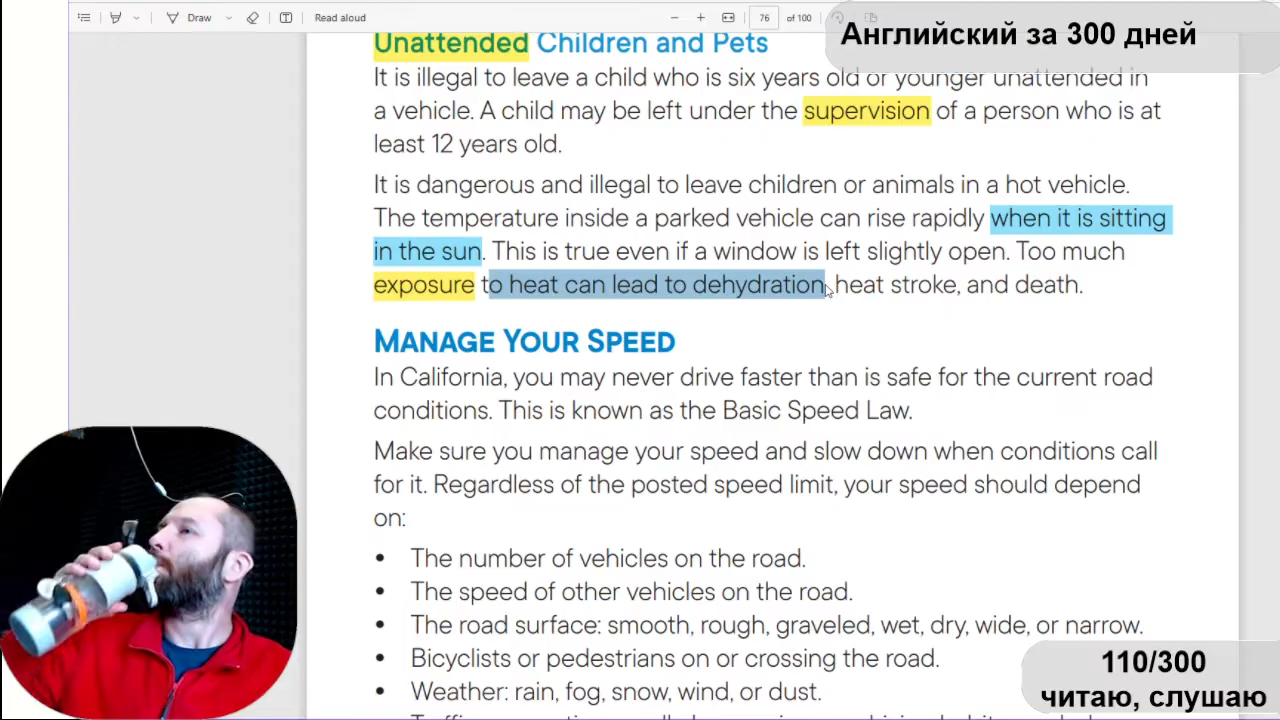 Draw
Read aloud
76
of 100
Английский за 300 дней
Unattended Children and Pets
It is illegal to leave a child who is six years old or younger unattended in
a vehicle. A child may be left under the supervision of a person who is at
least 12 years old.
It is dangerous and illegal to leave children or animals in a hot vehicle.
The temperature inside a parked vehicle can rise rapidly when it is sitting
in the sun. This is true even if a window is left slightly open. Too much
exposure to heat can lead to dehydration, heat stroke, and death.
MANAGE YOUR SPEED
In California, you may never drive faster than is safe for the current road
conditions. This is known as the Basic Speed Law.
Make sure you manage your speed and slow down when conditions call
for it. Regardless of the posted speed limit, your speed should depend
on:
• The number of vehicles on the road.
• The speed of other vehicles on the road.
• The road surface: smooth, rough, graveled, wet, dry, wide, or narrow.
• Bicyclists or pedestrians on or crossing the road.
• Weather: rain, fog, snow, wind, or dust.
110/300
читаю, слушаю